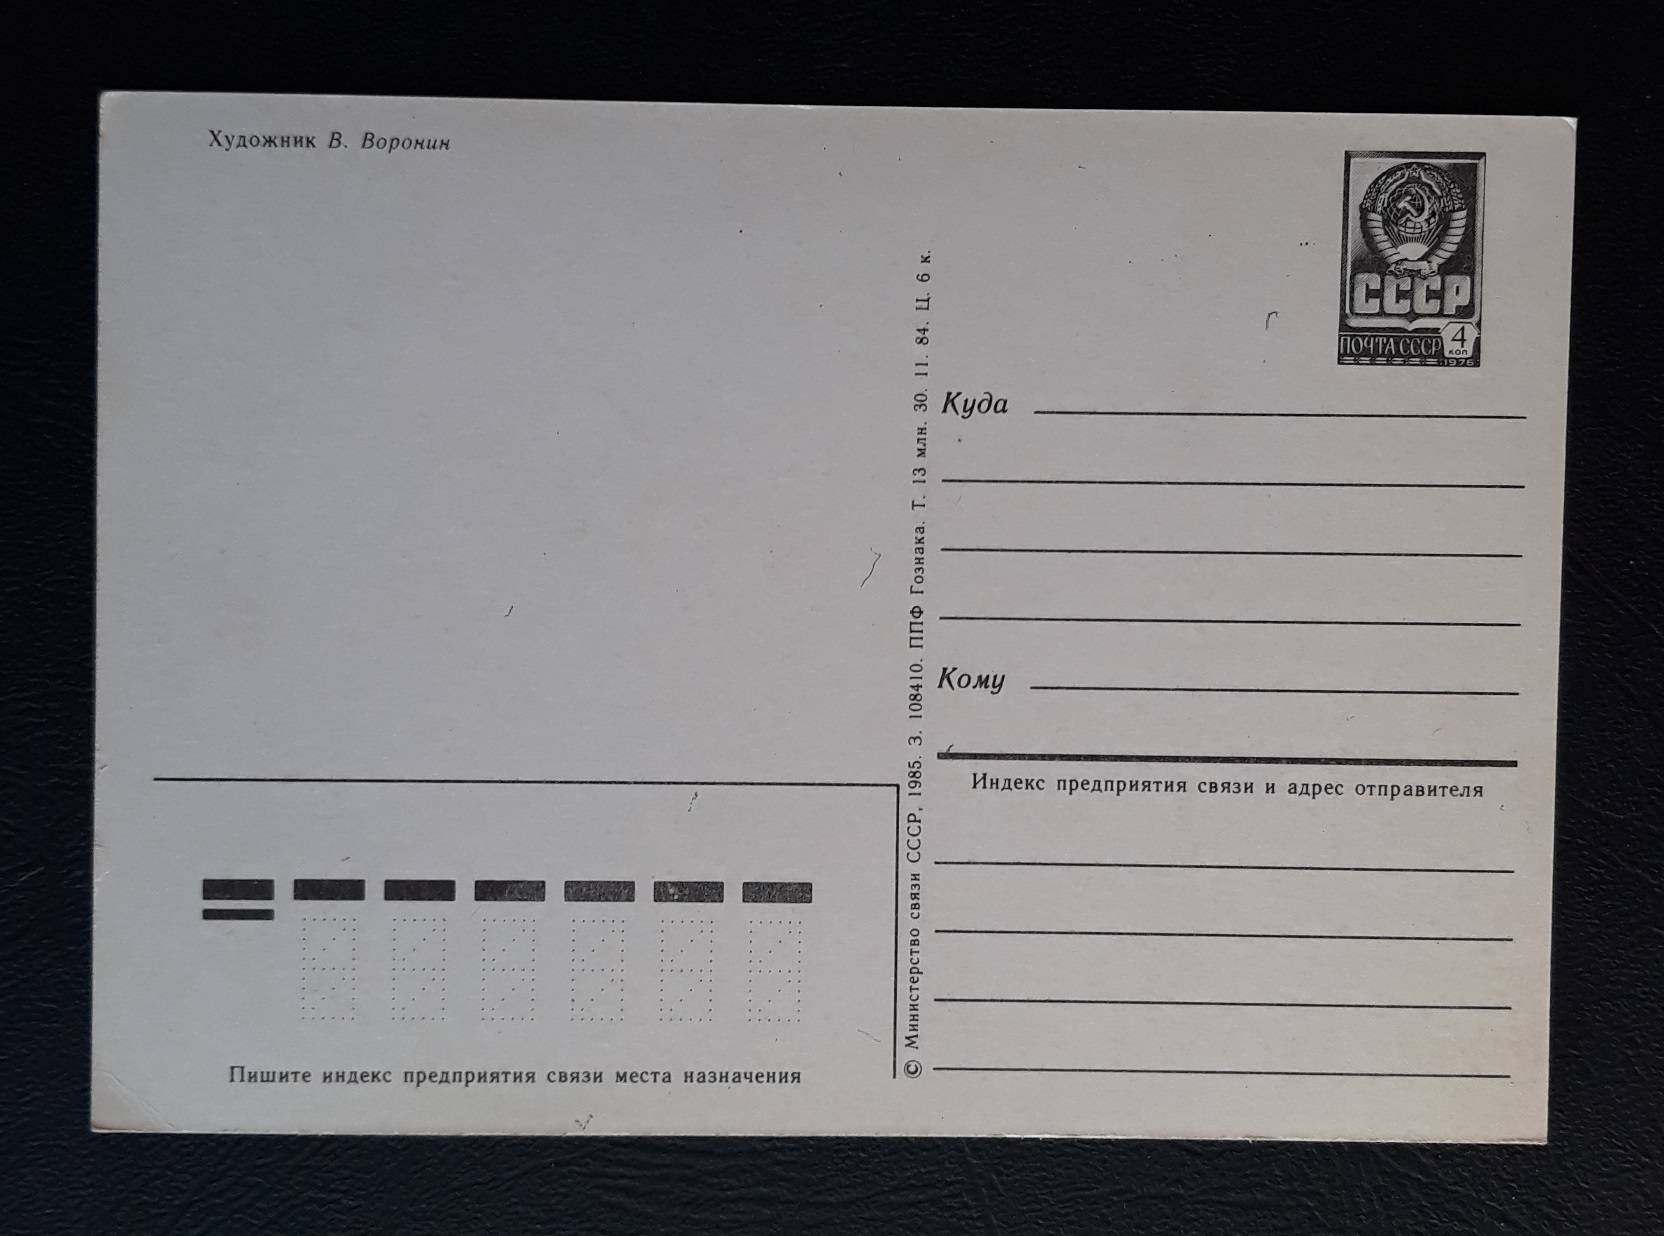 Художник В. Воронин
СССР
ПОЧТА СССР 4
коп
1976
Куда
Кому
Индекс предприятия связи и адрес отправителя
© Министерство связи СССР, 1985. З. 108410. ППФ Гознака. Т. 13 млн. 30. 11. 84. Ц. 6 к.
Пишите индекс предприятия связи места назначения